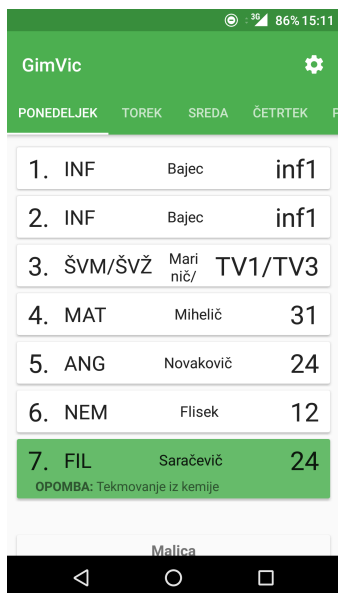 3G 86% 15:11
GimVic
PONEDELJEK TOREK SREDA ČETRTEK P
1. INF Bajec inf1
2. INF Bajec inf1
3. ŠVM/ŠVŽ Mari
nič/ TV1/TV3
4. MAT Mihelič 31
5. ANG Novakovič 24
6. NEM Flisek 12
7. FIL Saračevič 24
OPOMBA: Tekmovanje iz kemije
Malica